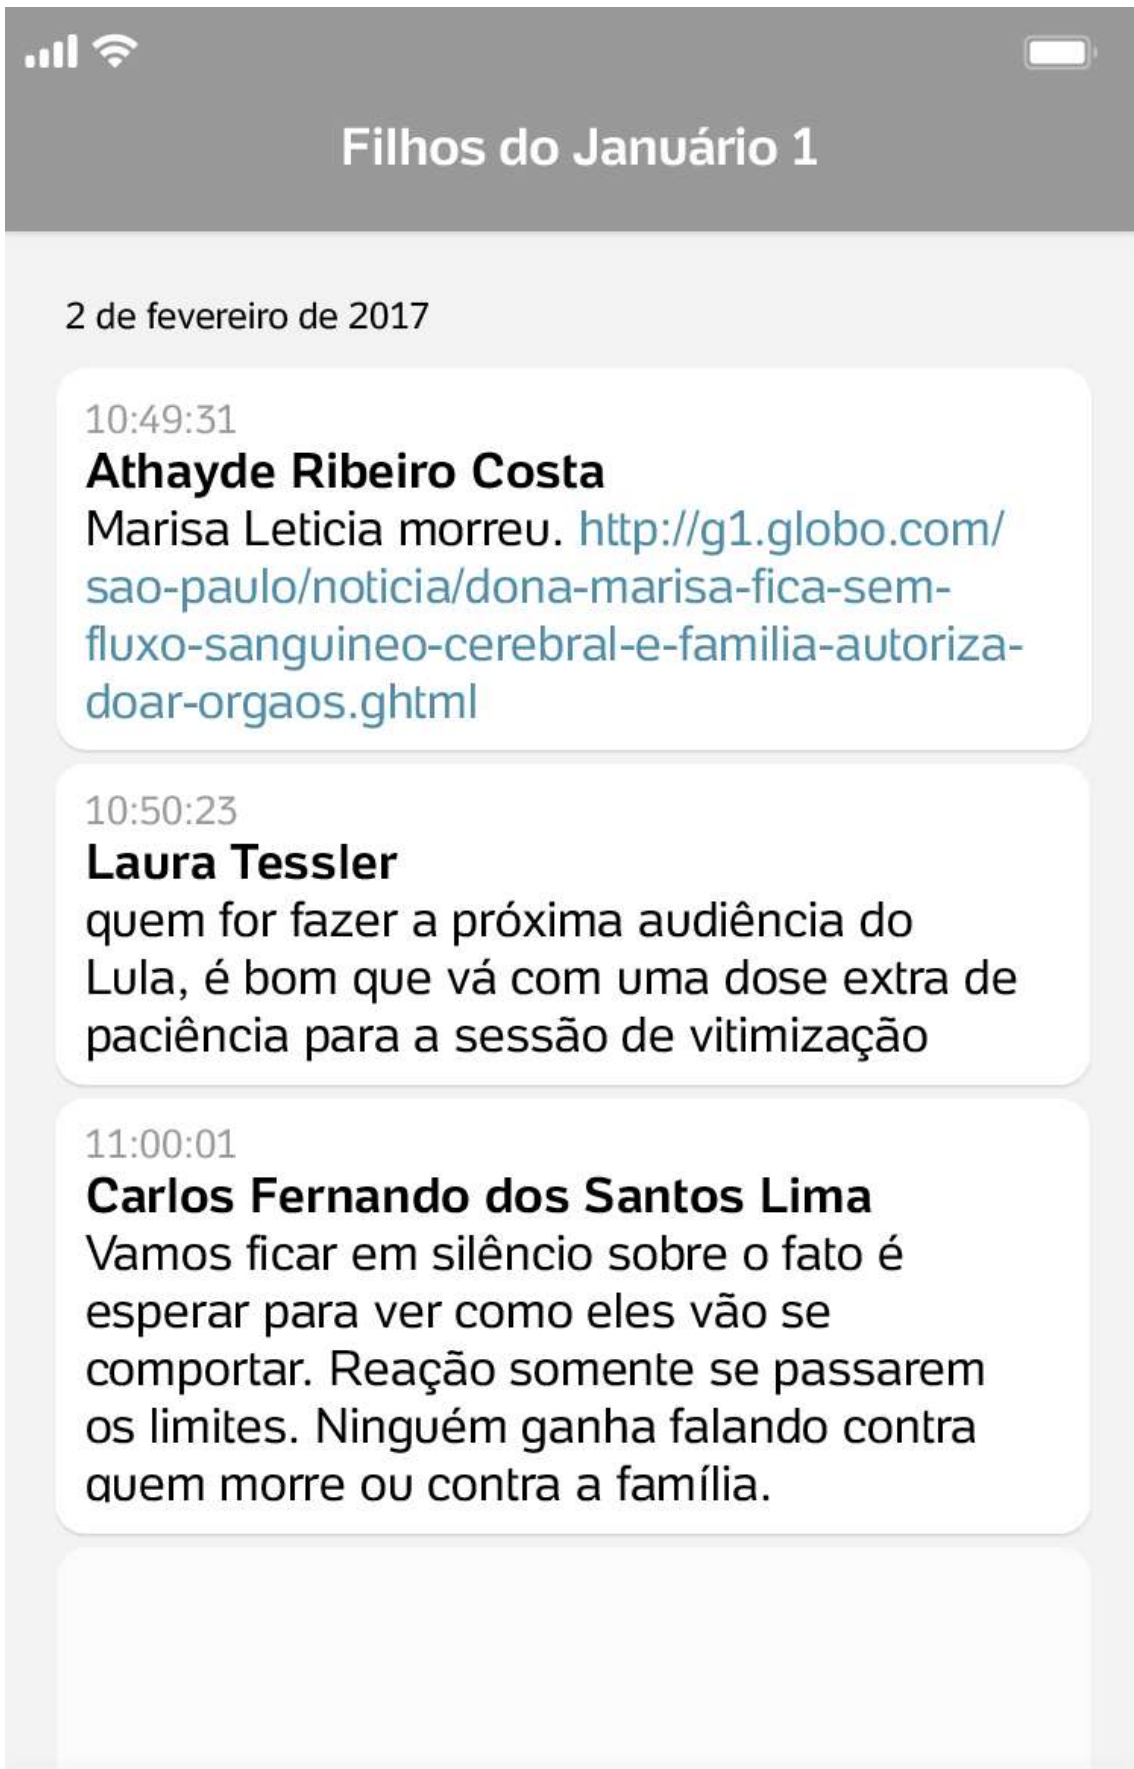 Filhos do Januário 1
2 de fevereiro de 2017
10:49:31
Athayde Ribeiro Costa
Marisa Leticia morreu. http://g1.globo.com/
sao-paulo/noticia/dona-marisa-fica-sem-
fluxo-sanguineo-cerebral-e-familia-autoriza-
doar-orgaos.ghtml
10:50:23
Laura Tessler
quem for fazer a próxima audiência do
Lula, é bom que vá com uma dose extra de
paciência para a sessão de vitimização
11:00:01
Carlos Fernando dos Santos Lima
Vamos ficar em silêncio sobre o fato é
esperar para ver como eles vão se
comportar. Reação somente se passarem
os limites. Ninguém ganha falando contra
quem morre ou contra a família.